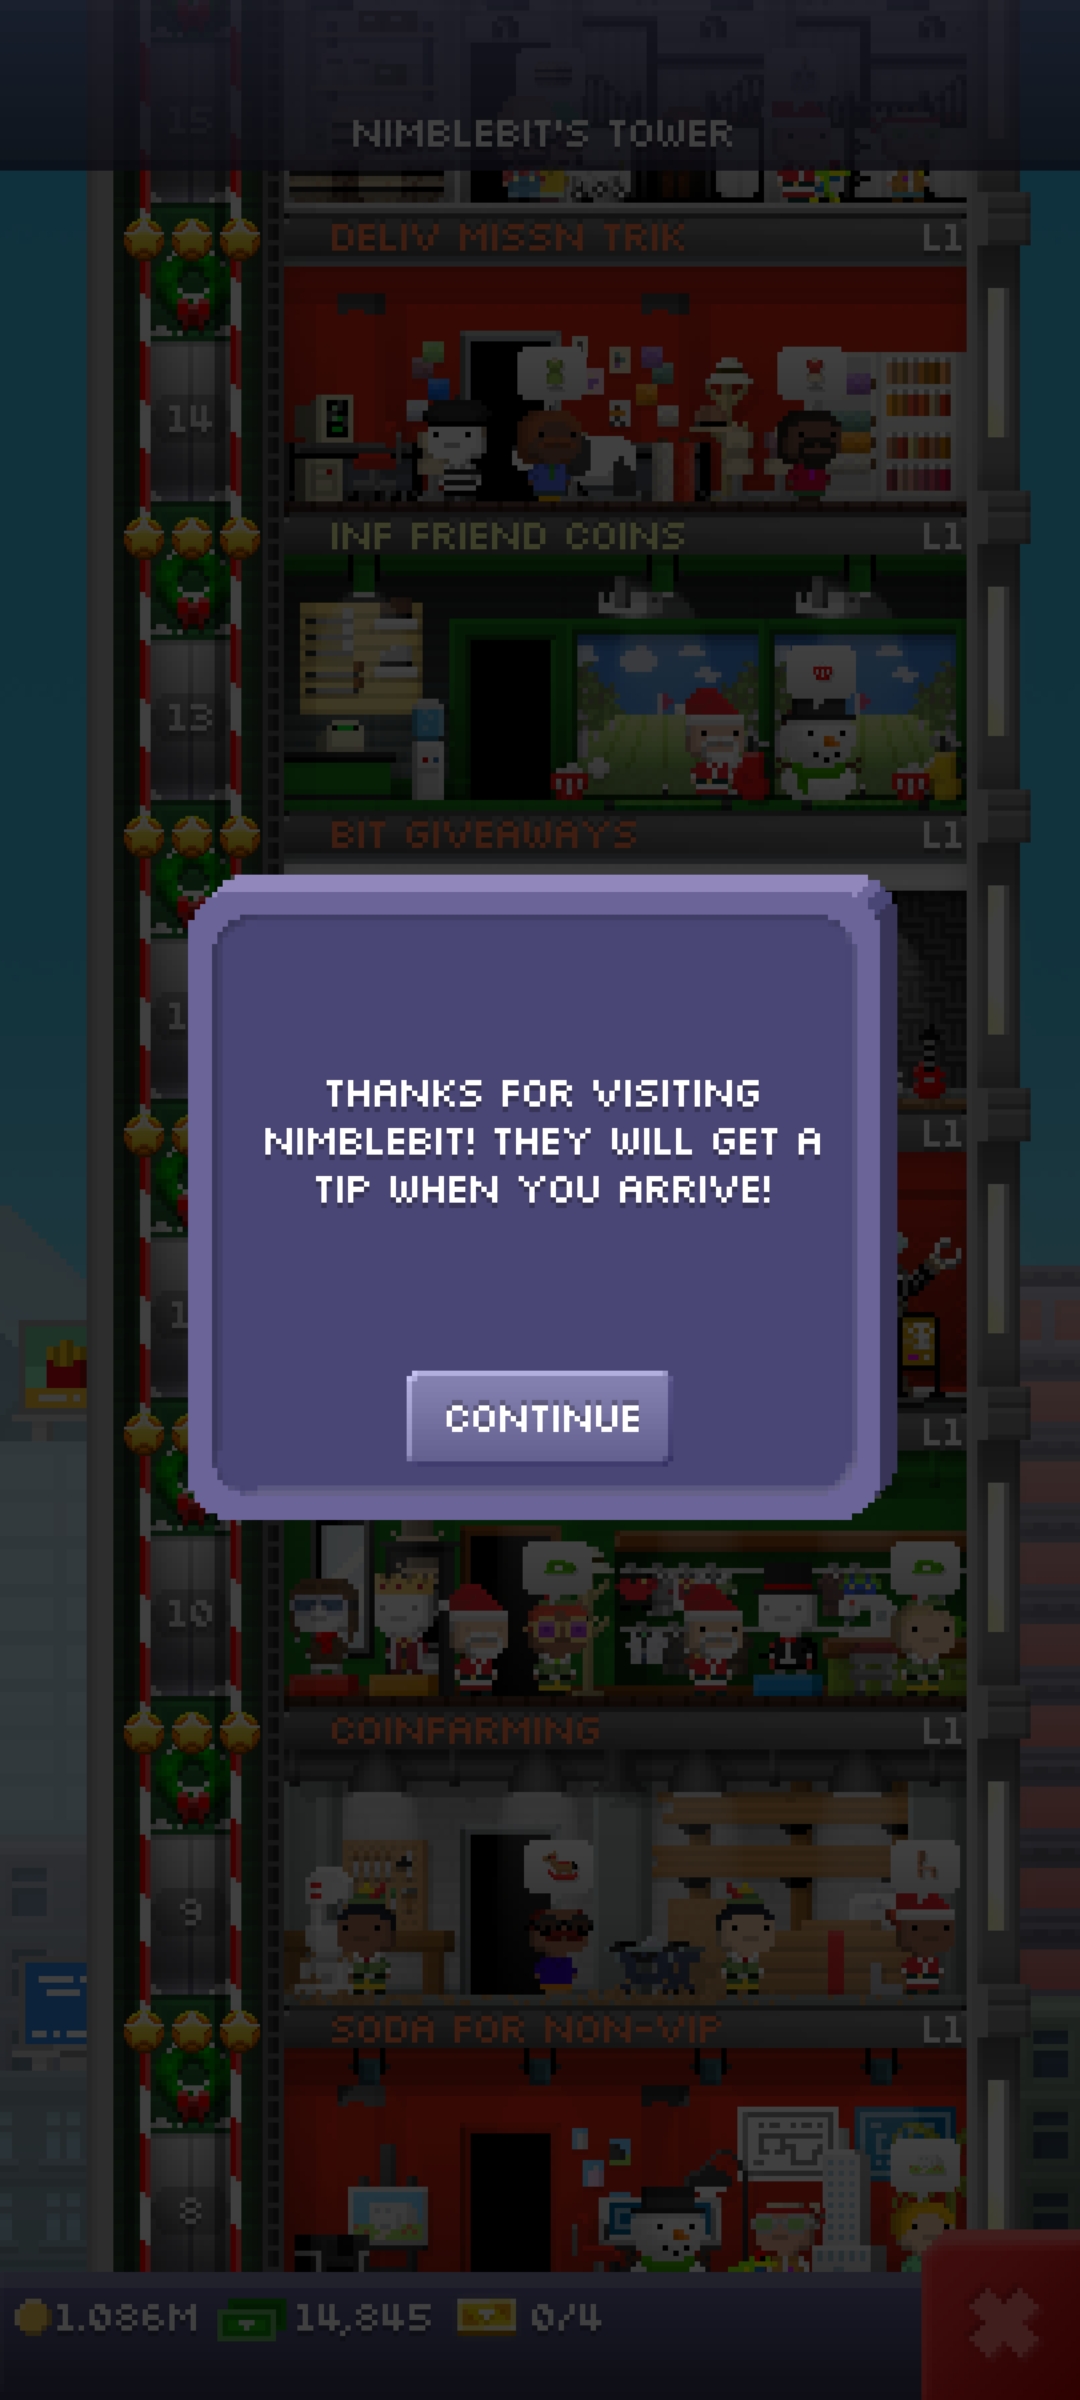 15
NIMBLEBIT'S TOWER
DELIV MISSN TRIK L1
14
INF FRIEND COINS L1
13
BIT GIVEAWAYS L1
THANKS FOR VISITING
NIMBLEBIT! THEY WILL GET A
TIP WHEN YOU ARRIVE!
L1
L1
CONTINUE
10
COINFARMING L1
9
SODA FOR NON-VIP L1
8
1.086M 14,845 0/4